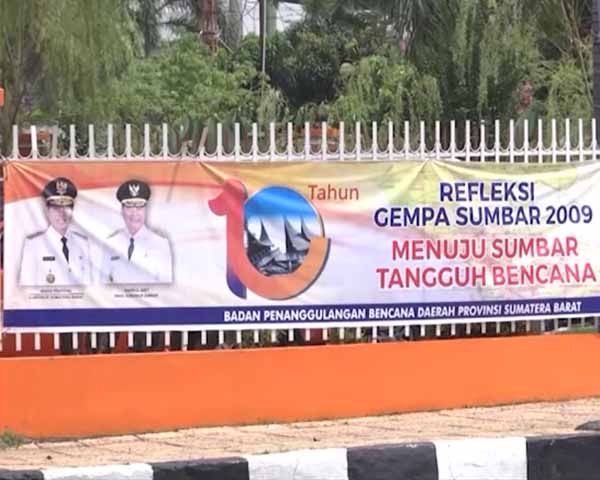 10 Tahun
REFLEKSI
GEMPA SUMBAR 2009
MENUJU SUMBAR
TANGGUH BENCANA
BADAN PENANGGULANGAN BENCANA DAERAH PROVINSI SUMATERA BARAT